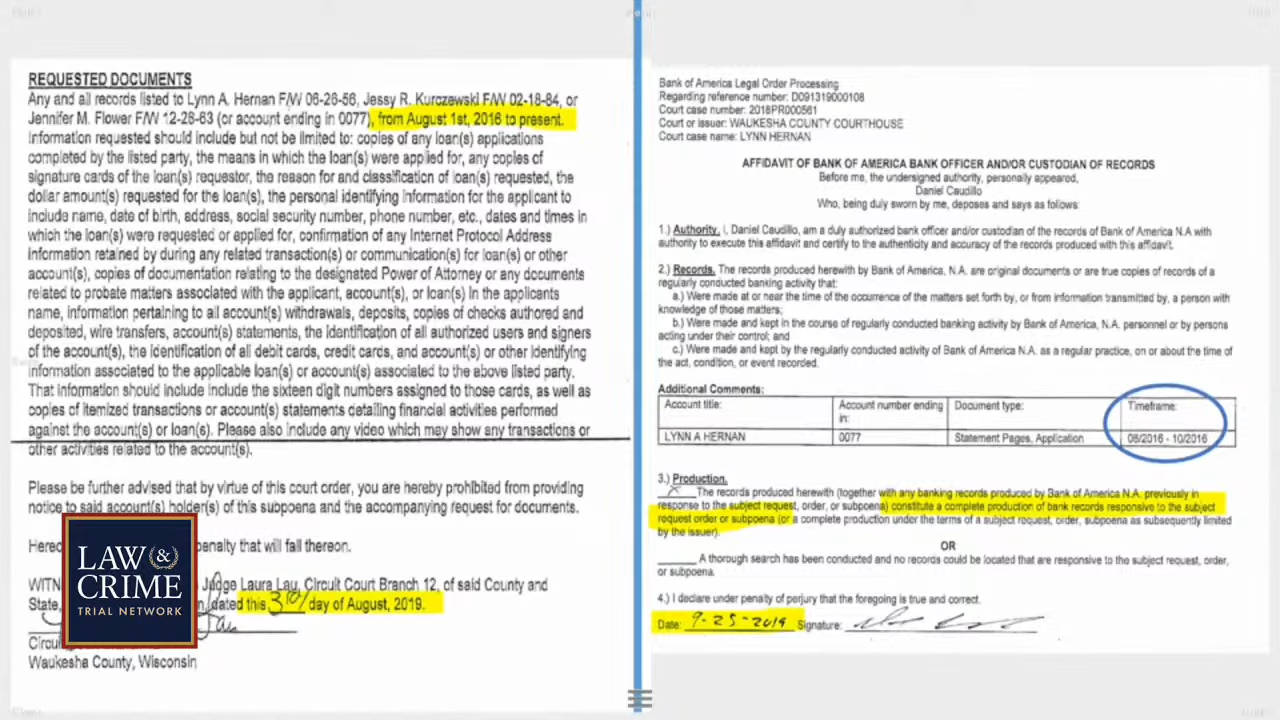 REQUESTED DOCUMENTS
Any and all records listed to Lynn A. Hernan F/W 06-26-56, Jessy R. Kurczewski F/W 02-18-84, or
Jennifer M. Flower F/W 12-26-63 (or account ending in 0077), from August 1st, 2016 to present.
Information requested should include but not be limited to: copies of any loan(s) applications
completed by the listed party, the means in which the loan(s) were applied for, any copies of
signature cards of the loan(s) requestor, the reason for and classification of loan(s) requested, the
dollar amount(s) requested for the loan(s), the personal identifying information for the applicant to
include name, date of birth, address, social security number, phone number, etc., dates and times in
which the loan(s) were requested or applied for, confirmation of any Internet Protocol Address
Information retained by during any related transaction(s) or communication(s) for loan(s) or other
account(s), copies of documentation relating to the designated Power of Attorney or any documents
related to probate matters associated with the applicant, account(s), or loan(s) In the applicants
name, information pertaining to all account(s) withdrawals, deposits, copies of checks authored and
deposited, wire transfers, account(s) statements, the identification of all authorized users and signers
of the account(s), the identification of all debit cards, credit cards, and account(s) or other identifying
information associated to the applicable loan(s) or account(s) associated to the above listed party.
That information should include include the sixteen digit numbers assigned to those cards, as well as
copies of itemized transactions or account(s) statements detailing financial activities performed
against the account(s) or loan(s). Please also include any video which may show any transactions or
other activities related to the account(s).
Please be further advised that by virtue of this court order, you are hereby prohibited from providing
notice to said account(s) holder(s) of this subpoena and the accompanying request for documents.
Hereo enalty that will fall thereon.
WITN Judge Laura Lau, Circuit Court Branch 12, of said County and
State, dated this 3rd day of August, 2019.
Circui
Waukesha County, Wisconsin
LAW &
CRIME
TRIAL NETWORK
Bank of America Legal Order Processing
Regarding reference number: D091319000108
Court case number: 2018PR000561
Court or issuer: WAUKESHA COUNTY COURTHOUSE
Court case name: LYNN HERNAN
AFFIDAVIT OF BANK OF AMERICA BANK OFFICER AND/OR CUSTODIAN OF RECORDS
Before me, the undersigned authority, personally appeared,
Daniel Caudillo
Who, being duly sworn by me, deposes and says as follows:
1.) Authority. I, Daniel Caudillo, am a duly authorized bank officer and/or custodian of the records of Bank of America N.A with
authority to execute this affidavit and certify to the authenticity and accuracy of the records produced with this affidavit.
2.) Records. The records produced herewith by Bank of America, N.A. are original documents or are true copies of records of a
regularly conducted banking activity that:
a.) Were made at or near the time of the occurrence of the matters set forth by, or from information transmitted by, a person with
knowledge of those matters;
b.) Were made and kept in the course of regularly conducted banking activity by Bank of America, N.A. personnel or by persons
acting under their control; and
c.) Were made and kept by the regularly conducted activity of Bank of America N.A. as a regular practice, on or about the time of
the act, condition, or event recorded.
Additional Comments:
Account title: Account number ending in: Document type: Timeframe:
LYNN A HERNAN 0077 Statement Pages, Application 08/2016 - 10/2016
3.) Production.
X The records produced herewith (together with any banking records produced by Bank of America N.A. previously in
response to the subject request, order, or subpoena) constitute a complete production of bank records responsive to the subject
request order or subpoena (or a complete production under the terms of a subject request, order, subpoena as subsequently limited
by the issuer).
OR
A thorough search has been conducted and no records could be located that are responsive to the subject request, order,
or subpoena.
4.) I declare under penalty of perjury that the foregoing is true and correct.
Date: 9-25-2019 Signature: